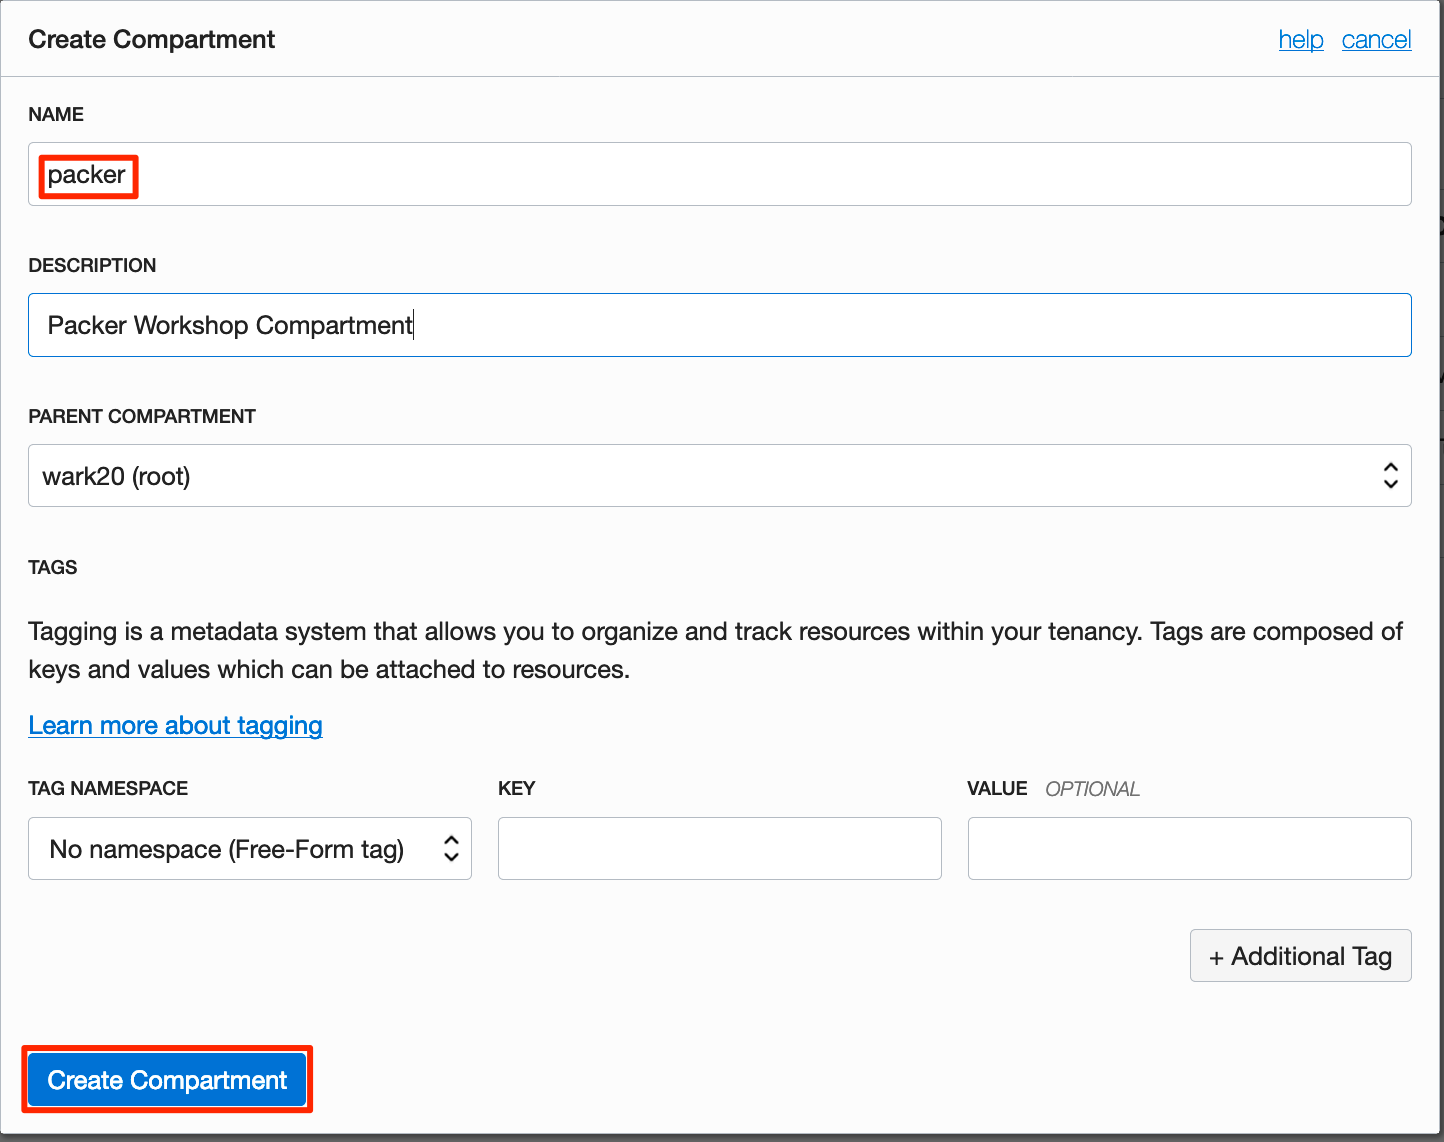 Create Compartment help cancel
NAME
packer
DESCRIPTION
Packer Workshop Compartment
PARENT COMPARTMENT
wark20 (root)
TAGS
Tagging is a metadata system that allows you to organize and track resources within your tenancy. Tags are composed of
keys and values which can be attached to resources.
Learn more about tagging
TAG NAMESPACE KEY VALUE OPTIONAL
No namespace (Free-Form tag)
+ Additional Tag
Create Compartment